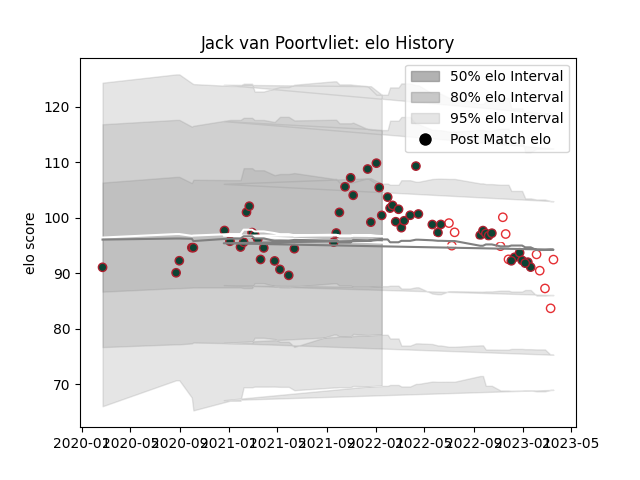 Jack van Poortvliet: elo History
50% elo Interval
80% elo Interval
95% elo Interval
Post Match elo
elo score
120
110
100
90
80
70
2020-01 2020-05 2020-09 2021-01 2021-05 2021-09 2022-01 2022-05 2022-09 2023-01 2023-05